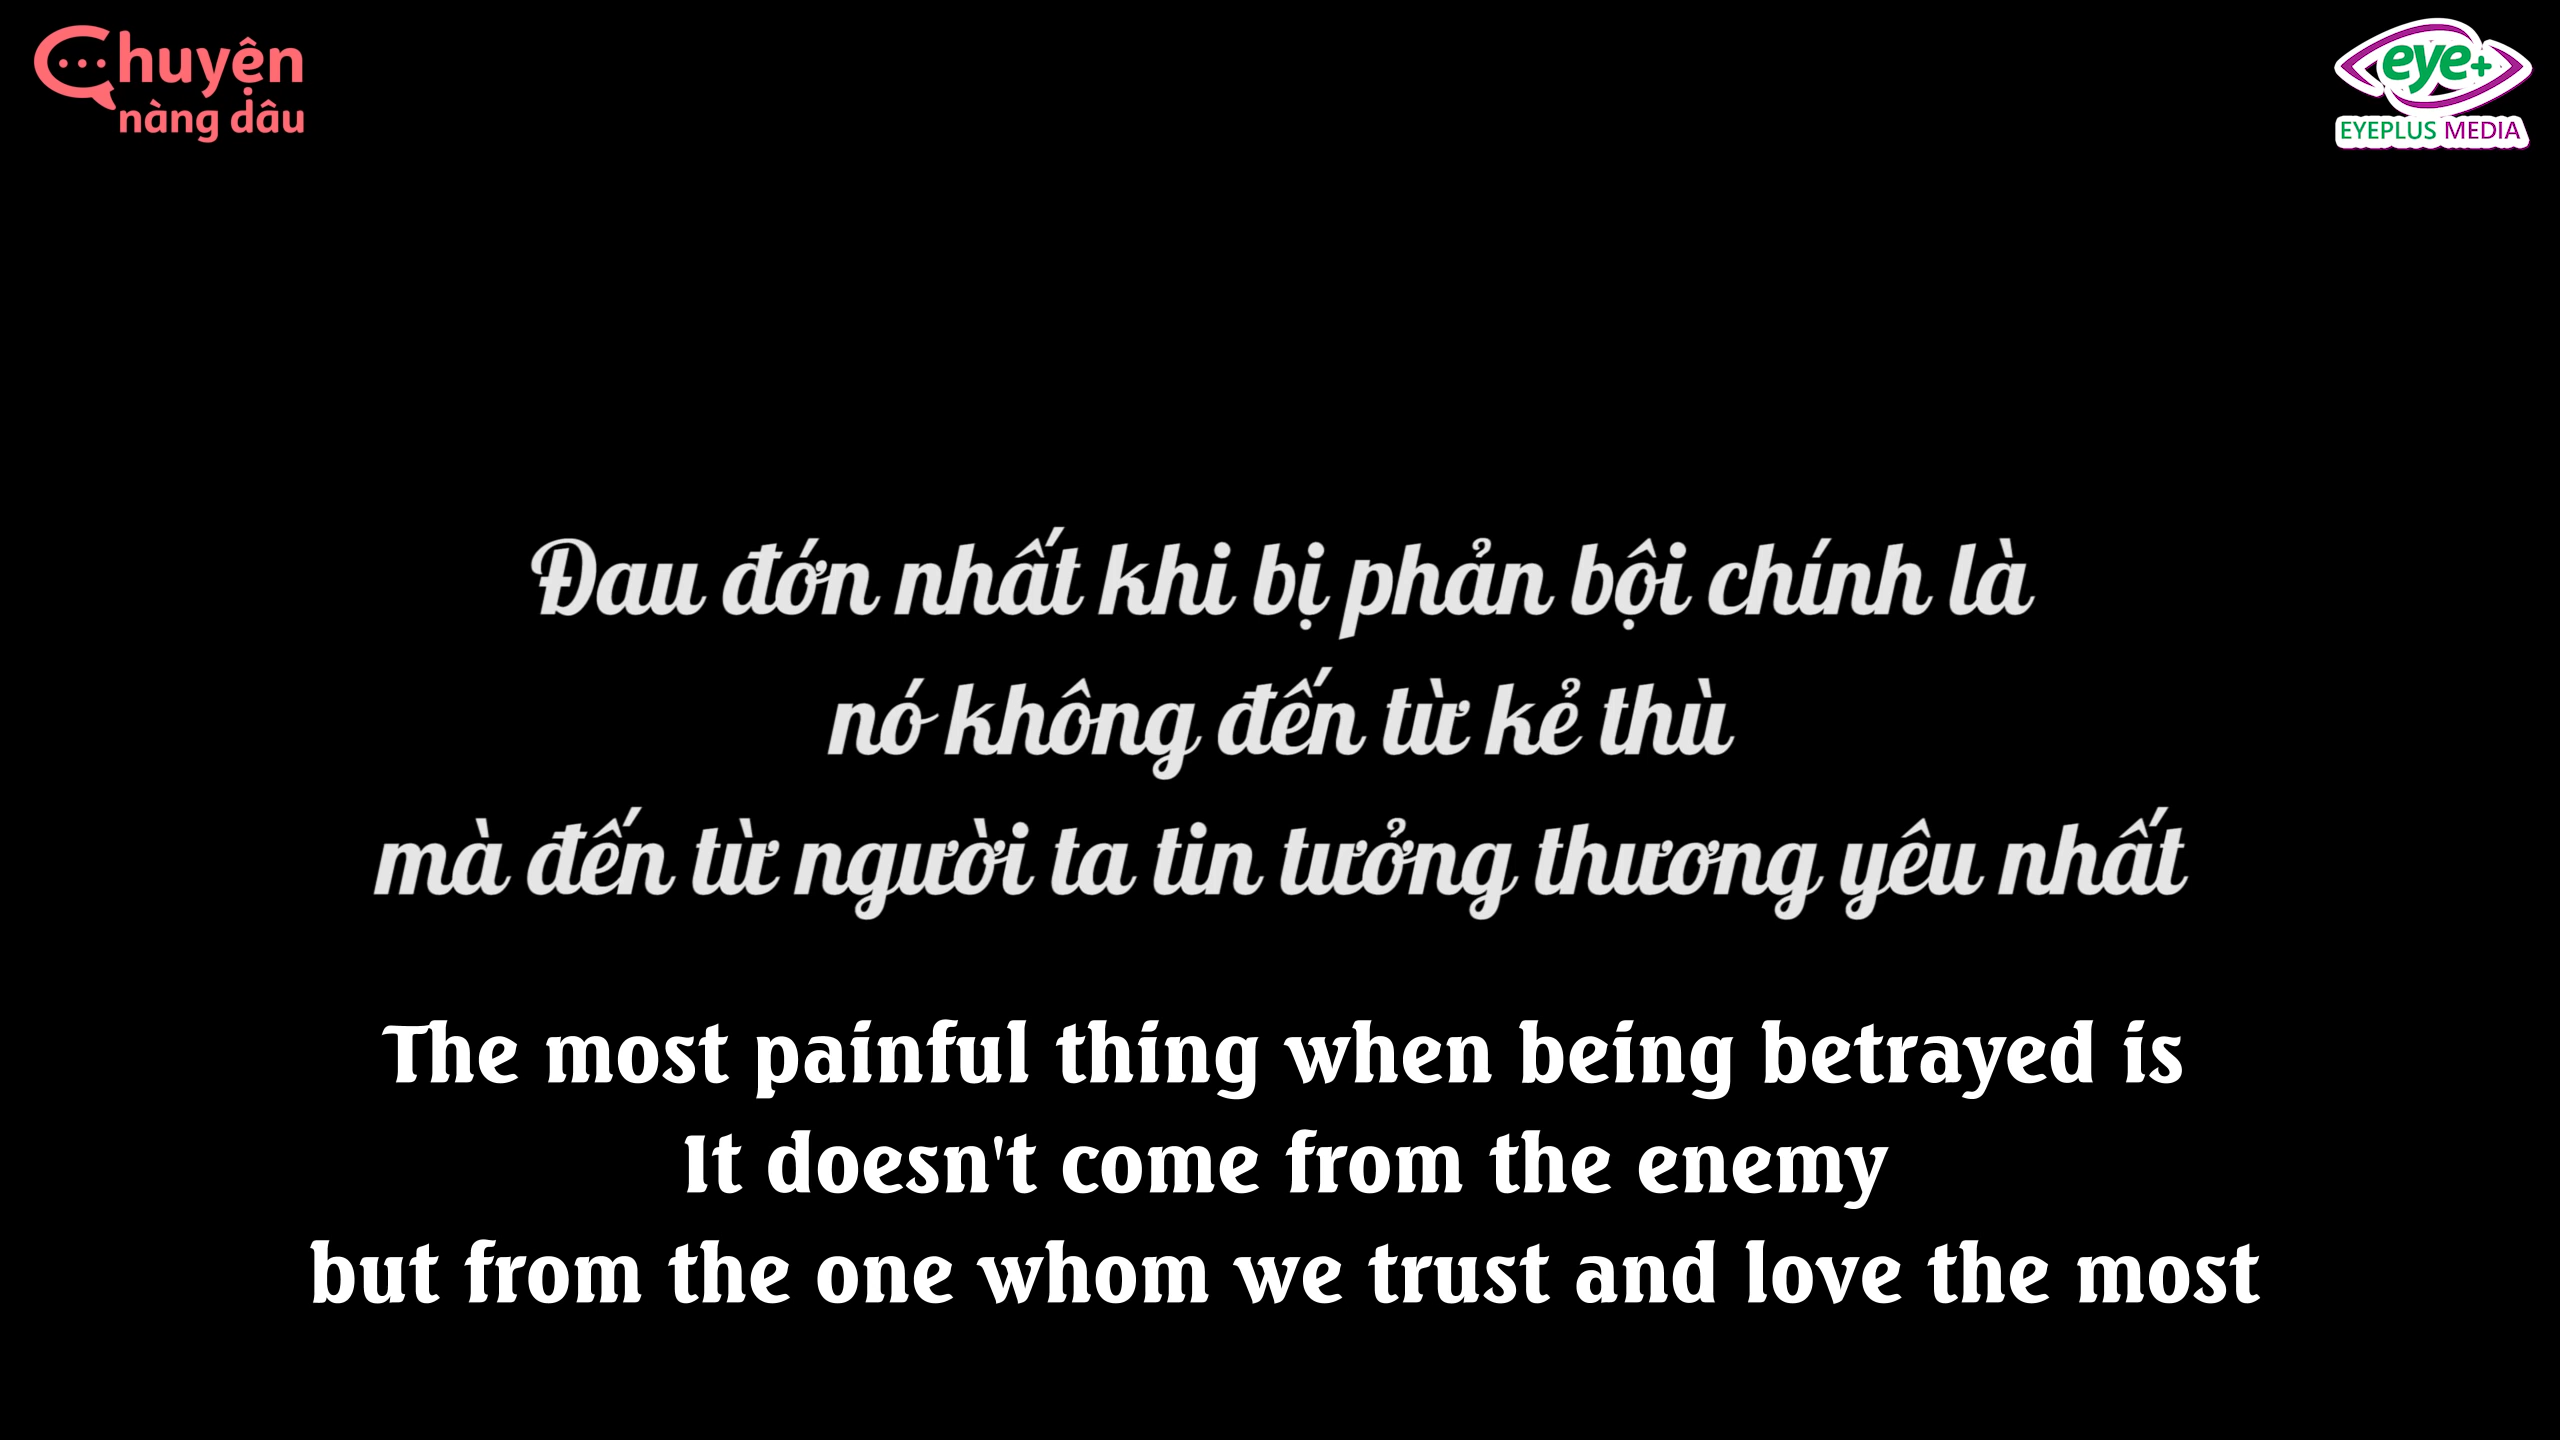 Chuyện
nàng dâu
eye+
EYEPLUS MEDIA
Đau đớn nhất khi bị phản bội chính là
nó không đến từ kẻ thù
mà đến từ người ta tin tưởng thương yêu nhất
The most painful thing when being betrayed is
It doesn't come from the enemy
but from the one whom we trust and love the most